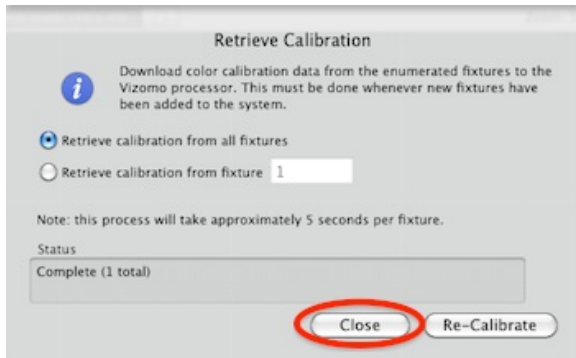 Retrieve Calibration
Download color calibration data from the enumerated fixtures to the
Vizomo processor. This must be done whenever new fixtures have
been added to the system.
Retrieve calibration from all fixtures
Retrieve calibration from fixture 1
Note: this process will take approximately 5 seconds per fixture.
Status
Complete (1 total)
Close Re-Calibrate